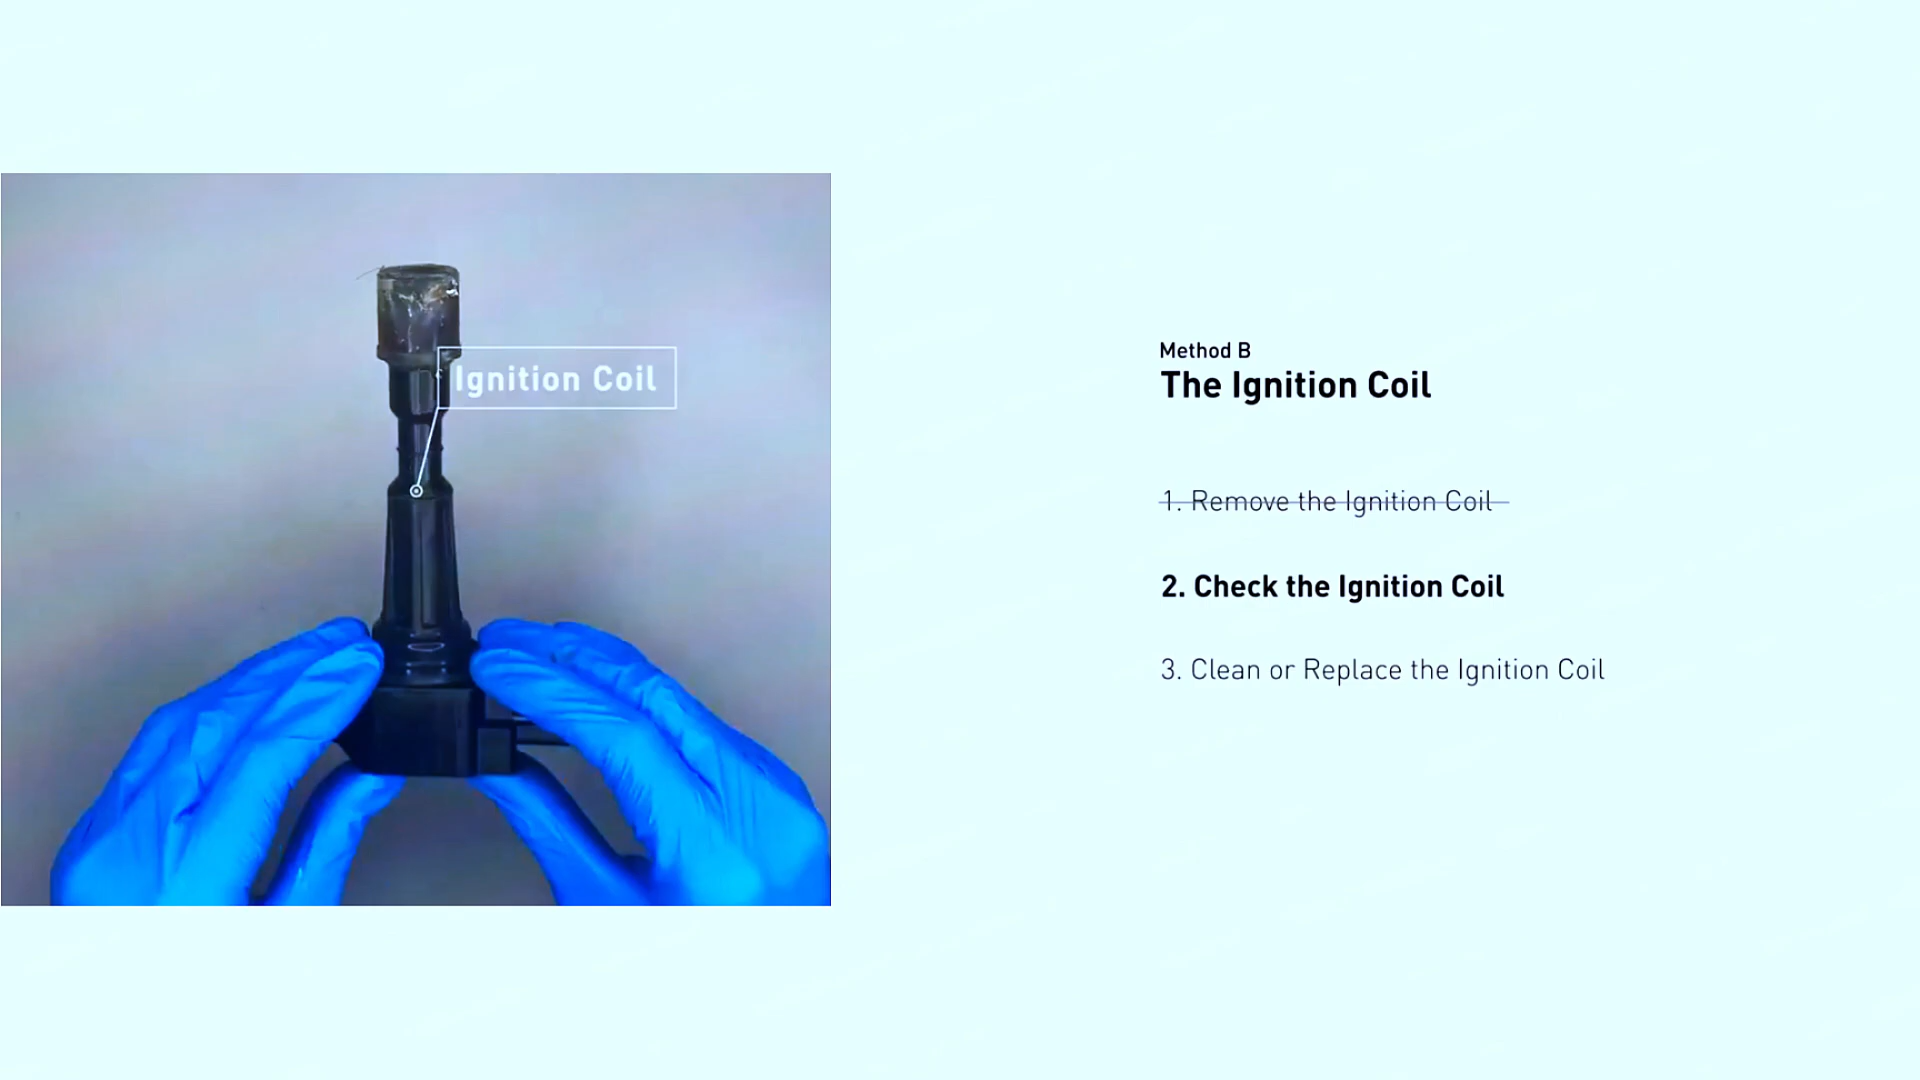 Ignition Coil
Method B
The Ignition Coil
1. Remove the Ignition Coil
2. Check the Ignition Coil
3. Clean or Replace the Ignition Coil